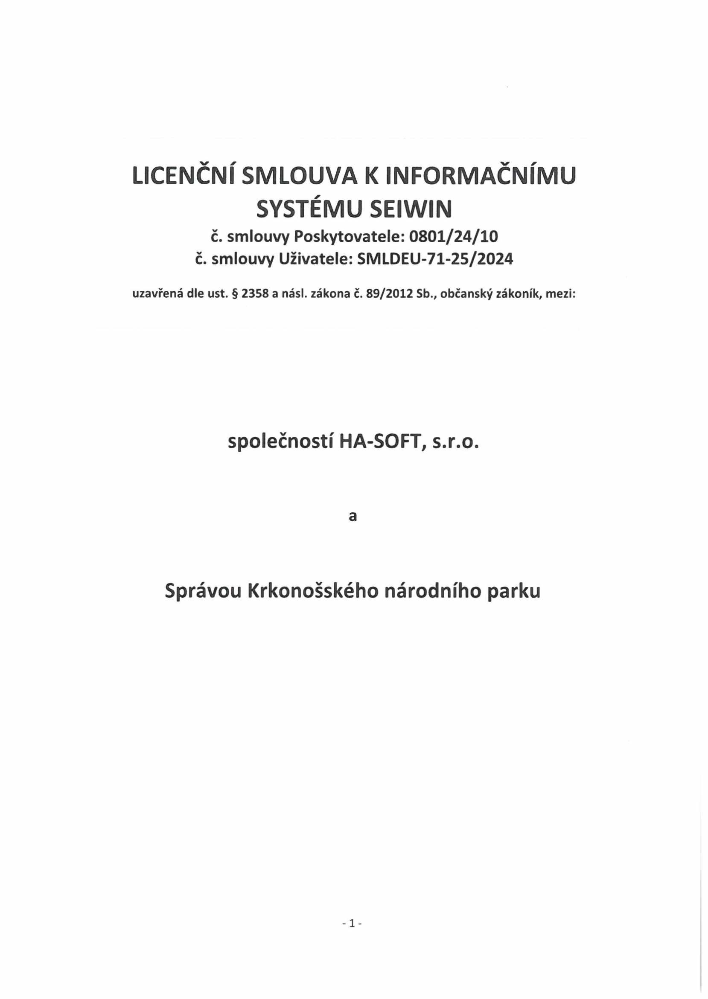 LICENČNÍ SMLOUVA K INFORMAČNÍMU
SYSTÉMU SEIWIN
č. smlouvy Poskytovatele: 0801/24/10
č. smlouvy Uživatele: SMLDEU-71-25/2024
uzavřená dle ust. § 2358 a násl. zákona č. 89/2012 Sb., občanský zákoník, mezi:
společností HA-SOFT, s.r.o.
a
Správou Krkonošského národního parku
- 1 -